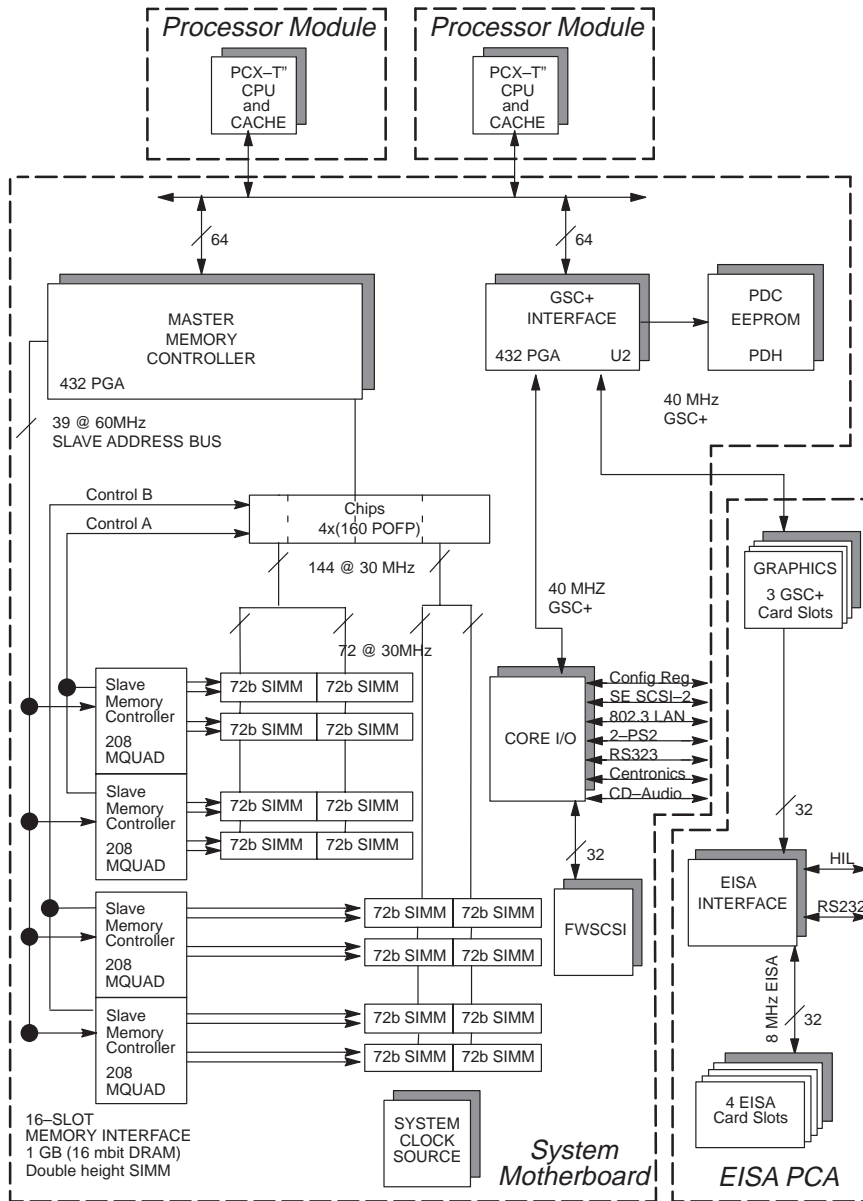 Processor Module
Processor Module
PCX–T”
CPU
and
CACHE
PCX–T”
CPU
and
CACHE
64
64
MASTER
MEMORY
CONTROLLER
432 PGA
GSC+
INTERFACE
432 PGA
U2
PDC
EEPROM
PDH
40 MHz
GSC+
39 @ 60MHz
SLAVE ADDRESS BUS
Control B
Control A
Chips
4x(160 POFP)
144 @ 30 MHz
72 @ 30MHz
40 MHZ
GSC+
GRAPHICS
3 GSC+
Card Slots
Slave
Memory
Controller
208
MQUAD
72b SIMM
72b SIMM
72b SIMM
72b SIMM
Slave
Memory
Controller
208
MQUAD
72b SIMM
72b SIMM
72b SIMM
72b SIMM
CORE I/O
Config Reg
SE SCSI–2
802.3 LAN
2–PS2
RS323
Centronics
CD–Audio
32
32
FWSCSI
EISA
INTERFACE
HIL
RS232
Slave
Memory
Controller
208
MQUAD
72b SIMM
72b SIMM
72b SIMM
72b SIMM
Slave
Memory
Controller
208
MQUAD
72b SIMM
72b SIMM
72b SIMM
72b SIMM
8 MHz EISA
32
4 EISA
Card Slots
16–SLOT
MEMORY INTERFACE
1 GB (16 mbit DRAM)
Double height SIMM
SYSTEM
CLOCK
SOURCE
System
Motherboard
EISA PCA